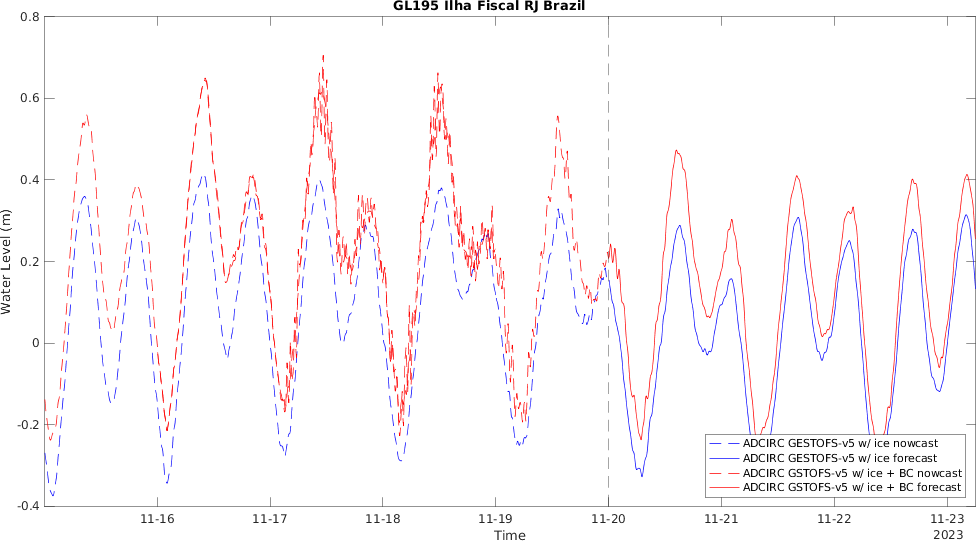 GL195 Ilha Fiscal RJ Brazil
Water Level (m)
0.8
0.6
0.4
0.2
0
-0.2
-0.4
11-16
11-17
11-18
11-19
11-20
11-21
11-22
11-23
Time
2023
ADCIRC GESTOFS-v5 w/ ice nowcast
ADCIRC GESTOFS-v5 w/ ice forecast
ADCIRC GSTOFS-v5 w/ ice + BC nowcast
ADCIRC GSTOFS-v5 w/ ice + BC forecast